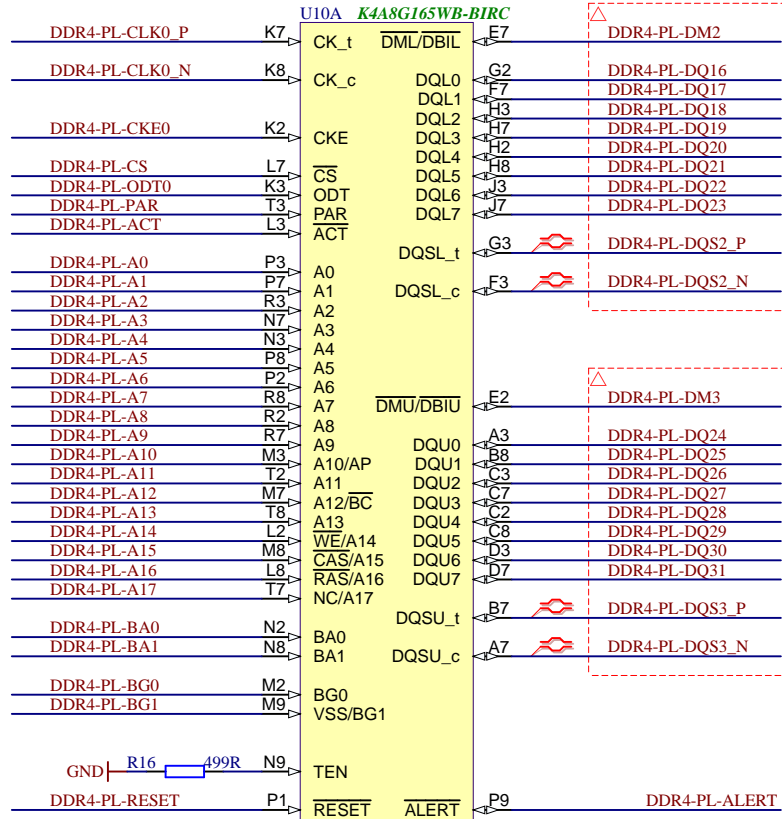 U10A K4A8G165WB-BIRC
DDR4-PL-CLK0_P K7 CK_t DML/DBIL E7 DDR4-PL-DM2
DDR4-PL-CLK0_N K8 CK_c DQL0 G2 DDR4-PL-DQ16
DQL1 F7 DDR4-PL-DQ17
DQL2 H3 DDR4-PL-DQ18
DDR4-PL-CKE0 K2 CKE DQL3 H7 DDR4-PL-DQ19
DQL4 H2 DDR4-PL-DQ20
DDR4-PL-CS L7 CS DQL5 H8 DDR4-PL-DQ21
DDR4-PL-ODT0 K3 ODT DQL6 J3 DDR4-PL-DQ22
DDR4-PL-PAR T3 PAR DQL7 J7 DDR4-PL-DQ23
DDR4-PL-ACT L3 ACT
DQSL_t G3 DDR4-PL-DQS2_P
DDR4-PL-A0 P3 A0
DDR4-PL-A1 P7 A1 DQSL_c F3 DDR4-PL-DQS2_N
DDR4-PL-A2 R3 A2
DDR4-PL-A3 N7 A3
DDR4-PL-A4 N3 A4
DDR4-PL-A5 P8 A5
DDR4-PL-A6 P2 A6
DDR4-PL-A7 R8 A7 DMU/DBIU E2 DDR4-PL-DM3
DDR4-PL-A8 R2 A8
DDR4-PL-A9 R7 A9 DQU0 A3 DDR4-PL-DQ24
DDR4-PL-A10 M3 A10/AP DQU1 B8 DDR4-PL-DQ25
DDR4-PL-A11 T2 A11 DQU2 C3 DDR4-PL-DQ26
DDR4-PL-A12 M7 A12/BC DQU3 C7 DDR4-PL-DQ27
DDR4-PL-A13 T8 A13 DQU4 C2 DDR4-PL-DQ28
DDR4-PL-A14 L2 WE/A14 DQU5 C8 DDR4-PL-DQ29
DDR4-PL-A15 M8 CAS/A15 DQU6 D3 DDR4-PL-DQ30
DDR4-PL-A16 L8 RAS/A16 DQU7 D7 DDR4-PL-DQ31
DDR4-PL-A17 T7 NC/A17
DQSU_t B7 DDR4-PL-DQS3_P
DDR4-PL-BA0 N2 BA0
DDR4-PL-BA1 N8 BA1 DQSU_c A7 DDR4-PL-DQS3_N
DDR4-PL-BG0 M2 BG0
DDR4-PL-BG1 M9 VSS/BG1
GND R16 499R N9 TEN
DDR4-PL-RESET P1 RESET ALERT P9 DDR4-PL-ALERT